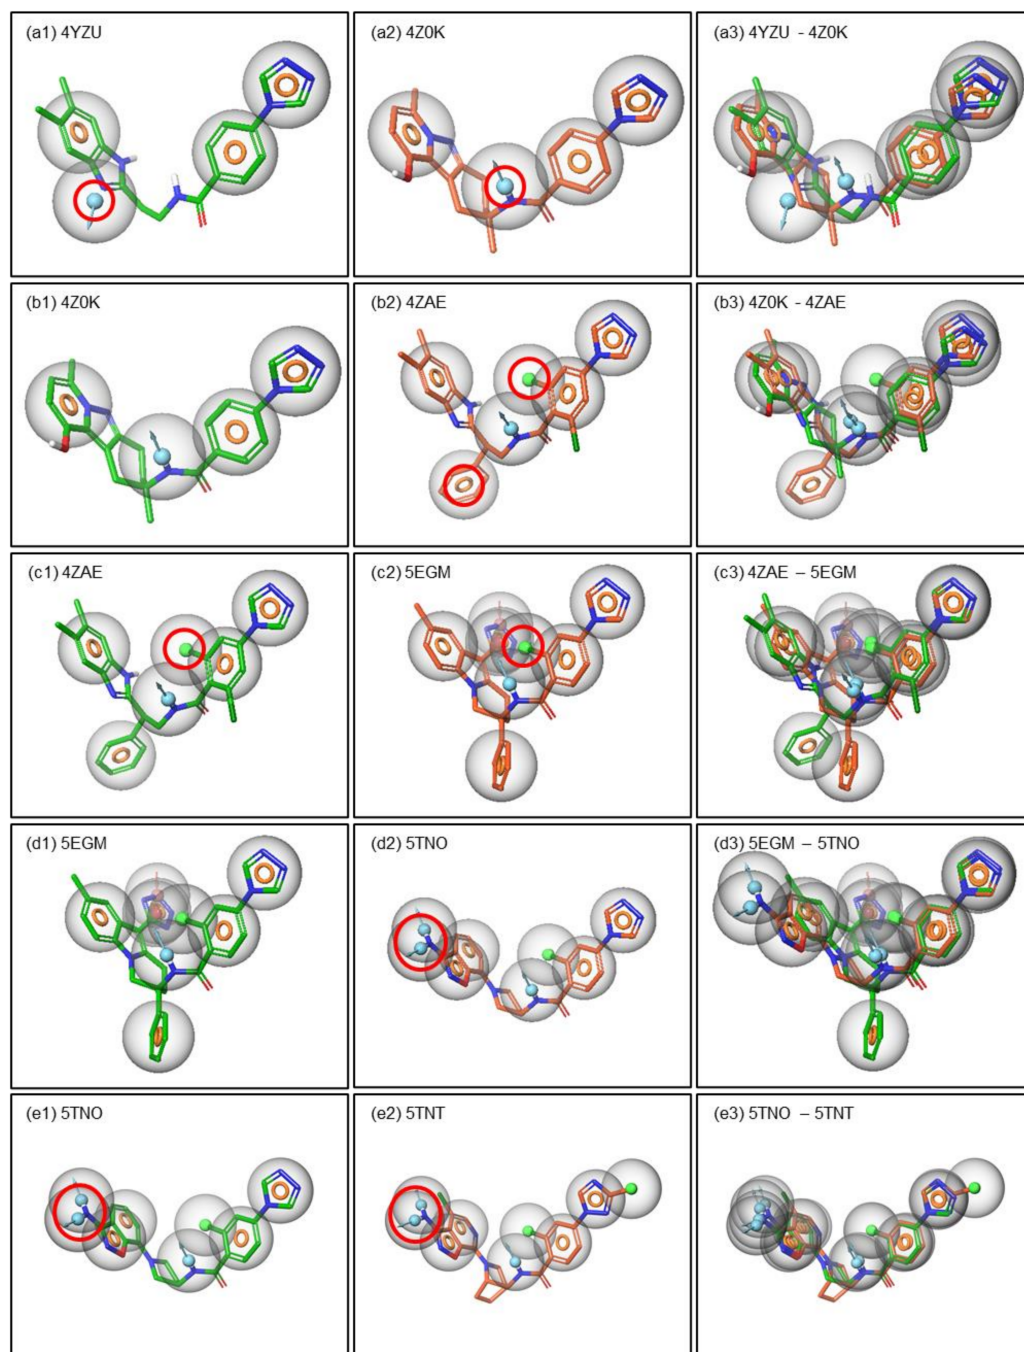 (a1) 4YZU
(a2) 4Z0K
(a3) 4YZU - 4Z0K
(b1) 4Z0K
(b2) 4ZAE
(b3) 4Z0K - 4ZAE
(c1) 4ZAE
(c2) 5EGM
(c3) 4ZAE – 5EGM
(d1) 5EGM
(d2) 5TNO
(d3) 5EGM – 5TNO
(e1) 5TNO
(e2) 5TNT
(e3) 5TNO – 5TNT